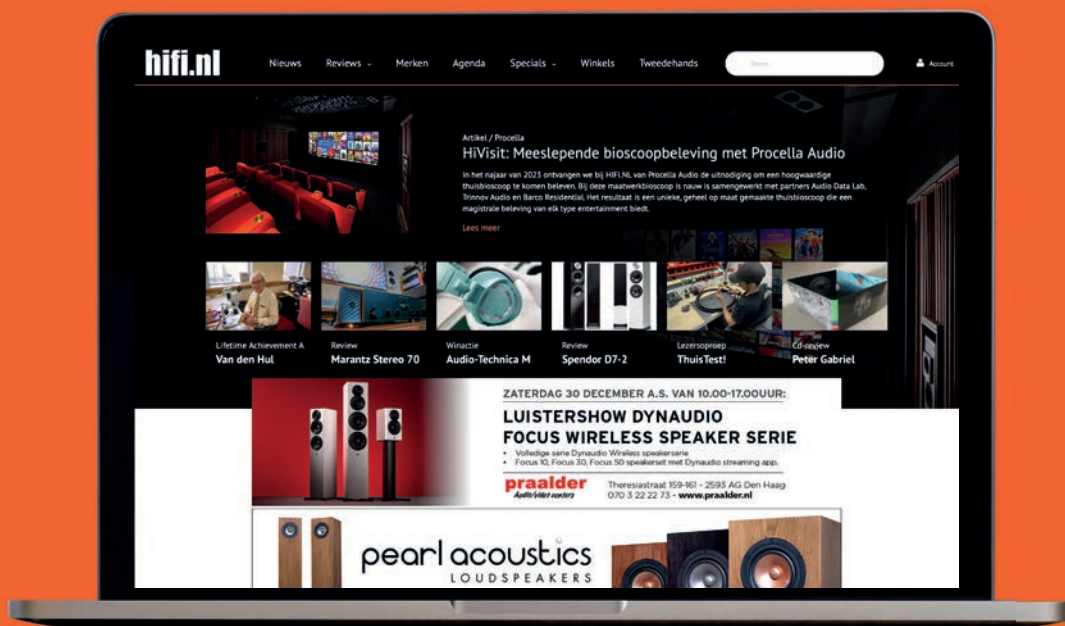 hifi.nl
Nieuws Reviews Merken Agenda Specials Winkels Tweedehands Account
Artikel / Procella
HiVisit: Meeslepende bioscoopbeleving met Procella Audio
In het najaar van 2023 ontvangen we bij HIFI.NL van Procella Audio de uitnodiging om een hoogwaardige
thuisbioscoop te komen beleven. Bij deze maatwerkbioscoop is nauw is samengewerkt met partners Audio Data Lab,
Trinnov Audio en Barco Residential. Het resultaat is een unieke, geheel op maat gemaakte thuisbioscoop die een
magistrale beleving van elk type entertainment biedt.
Lees meer
Lifetime Achievement A
Van den Hul
Review
Marantz Stereo 70
Winactie
Audio-Technica M
Review
Spendor D7-2
Lezersoproep
ThuisTest!
Cd-review
Peter Gabriel
ZATERDAG 30 DECEMBER A.S. VAN 10.00-17.00UUR:
LUISTERSHOW DYNAUDIO
FOCUS WIRELESS SPEAKER SERIE
• Volledige serie Dynaudio Wireless speakerserie
• Focus 10, Focus 30, Focus 50 speakerset met Dynaudio streaming app.
praalder
Audio/video centers
Theresiastraat 159-161 - 2593 AG Den Haag
070 3 22 22 73 - www.praalder.nl
pearl acoustics
LOUDSPEAKERS